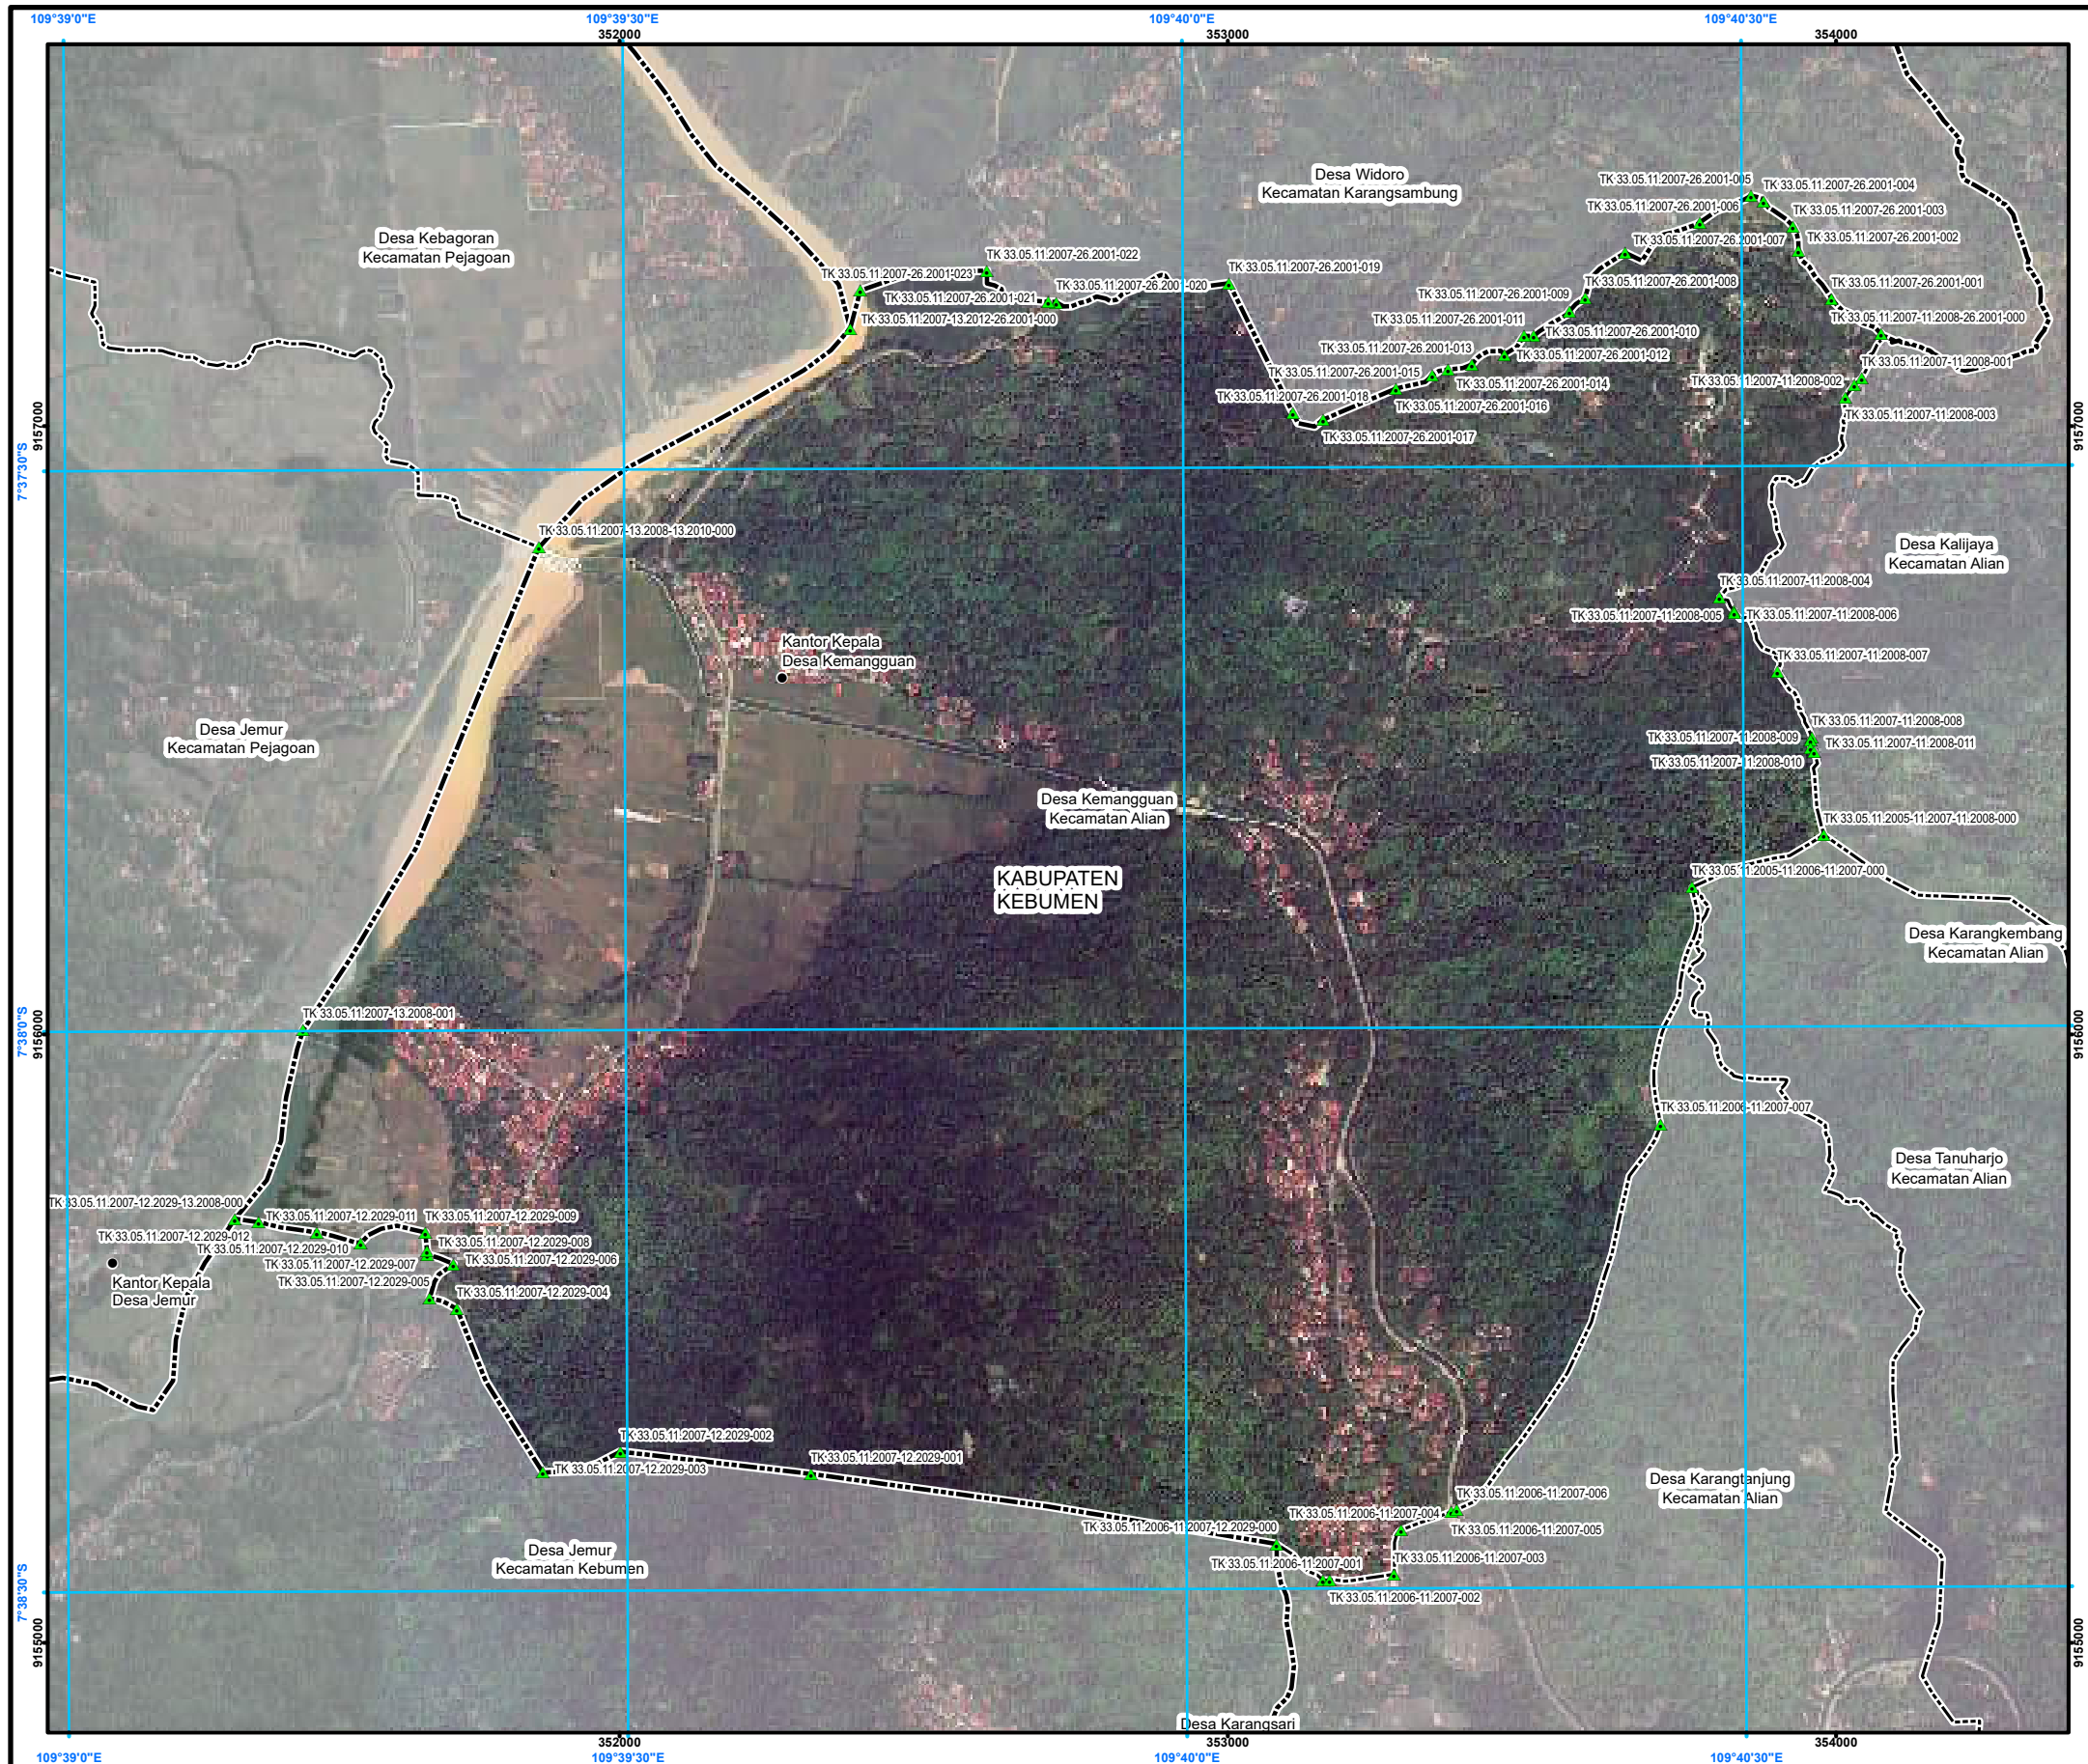 109°39'0"E
109°39'30"E
109°40'0"E
109°40'30"E
352000
353000
354000
Desa Widoro
Kecamatan Karangsambung
TK 33.05.11.2007-26.2001-005
TK 33.05.11.2007-26.2001-004
TK 33.05.11.2007-26.2001-006
TK 33.05.11.2007-26.2001-003
Desa Kebagoran
Kecamatan Pejagoan
TK 33.05.11.2007-26.2001-007
TK 33.05.11.2007-26.2001-002
TK 33.05.11.2007-26.2001-022
TK 33.05.11.2007-26.2001-023
TK 33.05.11.2007-26.2001-019
TK 33.05.11.2007-26.2001-020
TK 33.05.11.2007-26.2001-021
TK 33.05.11.2007-26.2001-008
TK 33.05.11.2007-26.2001-001
TK 33.05.11.2007-26.2001-009
TK 33.05.11.2007-13.2012-26.2001-000
TK 33.05.11.2007-26.2001-011
TK 33.05.11.2007-11.2008-26.2001-000
TK 33.05.11.2007-26.2001-010
TK 33.05.11.2007-26.2001-013
TK 33.05.11.2007-26.2001-012
TK 33.05.11.2007-11.2008-001
TK 33.05.11.2007-26.2001-015
TK 33.05.11.2007-26.2001-014
TK 33.05.11.2007-11.2008-002
TK 33.05.11.2007-26.2001-018
TK 33.05.11.2007-26.2001-016
TK 33.05.11.2007-11.2008-003
TK 33.05.11.2007-26.2001-017
9157000
9157000
7°37'30"S
TK 33.05.11.2007-13.2008-13.2010-000
Desa Kalijaya
Kecamatan Alian
TK 33.05.11.2007-11.2008-004
TK 33.05.11.2007-11.2008-005
TK 33.05.11.2007-11.2008-006
Kantor Kepala
Desa Kemangguan
TK 33.05.11.2007-11.2008-007
Desa Jemur
Kecamatan Pejagoan
TK 33.05.11.2007-11.2008-008
TK 33.05.11.2007-11.2008-009
TK 33.05.11.2007-11.2008-011
TK 33.05.11.2007-11.2008-010
Desa Kemangguan
Kecamatan Alian
TK 33.05.11.2005-11.2007-11.2008-000
TK 33.05.11.2005-11.2006-11.2007-000
KABUPATEN
KEBUMEN
Desa Karangkembang
Kecamatan Alian
TK 33.05.11.2007-13.2008-001
7°38'0"S
9156000
9156000
TK 33.05.11.2006-11.2007-007
Desa Tanuharjo
Kecamatan Alian
TK 33.05.11.2007-12.2029-13.2008-000
TK 33.05.11.2007-12.2029-011
TK 33.05.11.2007-12.2029-009
TK 33.05.11.2007-12.2029-012
TK 33.05.11.2007-12.2029-008
TK 33.05.11.2007-12.2029-010
TK 33.05.11.2007-12.2029-006
TK 33.05.11.2007-12.2029-007
TK 33.05.11.2007-12.2029-005
Kantor Kepala
Desa Jemur
TK 33.05.11.2007-12.2029-004
TK 33.05.11.2007-12.2029-002
TK 33.05.11.2007-12.2029-001
TK 33.05.11.2007-12.2029-003
Desa Karangtanjung
Kecamatan Alian
TK 33.05.11.2006-11.2007-006
TK 33.05.11.2006-11.2007-004
TK 33.05.11.2006-11.2007-12.2029-000
TK 33.05.11.2006-11.2007-005
Desa Jemur
Kecamatan Kebumen
TK 33.05.11.2006-11.2007-001
TK 33.05.11.2006-11.2007-003
TK 33.05.11.2006-11.2007-002
7°38'30"S
9155000
9155000
Desa Karangsari
352000
353000
354000
109°39'0"E
109°39'30"E
109°40'0"E
109°40'30"E